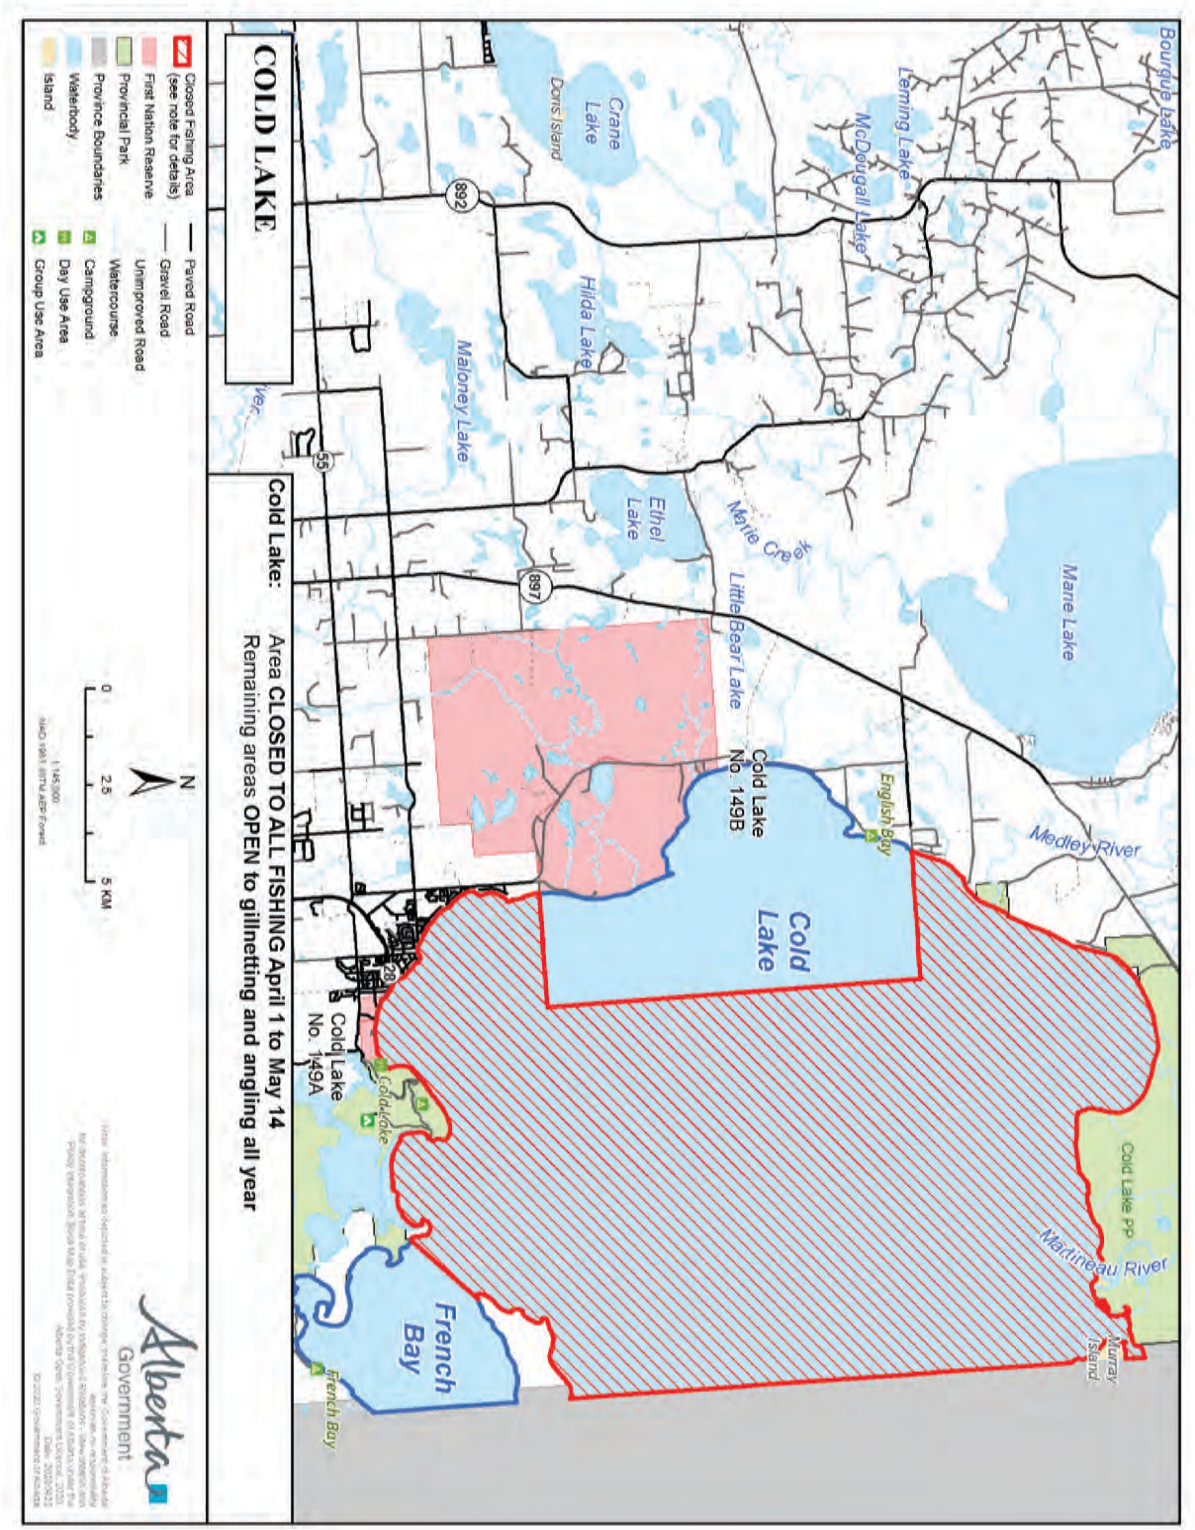 Bourgue Lake
Leming Lake
McDougall Lake
Crane
Lake
Dorris Island
892
Hilda Lake
Maloney Lake
Marie Lake
Marie Creek
Ethel
Lake
Little Bear Lake
897
55
Medley River
English Bay
Cold Lake
No. 149B
Cold
Lake
Cold Lake PP
Martineau River
Murray
Island
28
Cold Lake
No. 149A
Cold Lake
French
Bay
French Bay
COLD LAKE
Cold Lake: Area CLOSED TO ALL FISHING April 1 to May 14
Remaining areas OPEN to gillnetting and angling all year
Closed Fishing Area
(see note for details)
First Nation Reserve
Provincial Park
Province Boundaries
Waterbody
Island
Paved Road
Gravel Road
Unimproved Road
Watercourse
Campground
Day Use Area
Group Use Area
N
0 2.5 5 KM
Alberta
Government